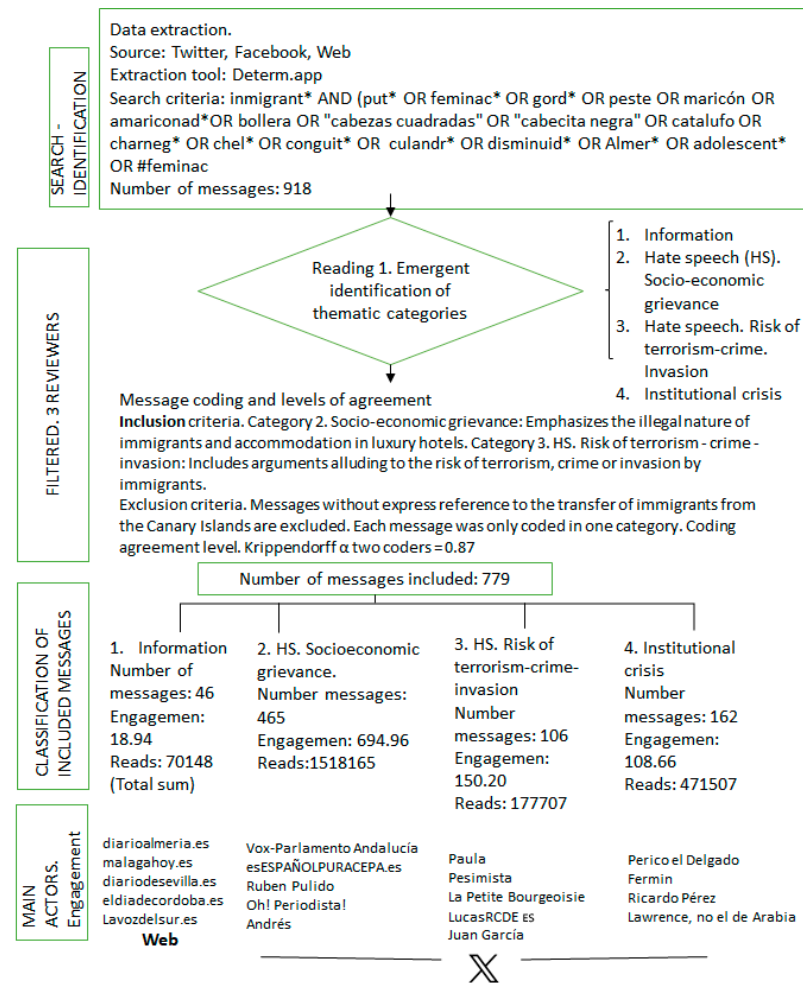 SEARCH -
IDENTIFICATION
Data extraction.
Source: Twitter, Facebook, Web
Extraction tool: Determ.app
Search criteria: inmigrant* AND (put* OR feminac* OR gord* OR peste OR maricón OR
amariconad*OR bollera OR "cabezas cuadradas" OR "cabecita negra" OR catalufo OR
charneg* OR chel* OR conguit* OR culandr* OR disminuid* OR Almer* OR adolescent*
OR #feminac
Number of messages: 918
FILTERED. 3 REVIEWERS
Reading 1. Emergent
identification of
thematic categories
1. Information
2. Hate speech (HS).
Socio-economic
grievance
3. Hate speech. Risk of
terrorism-crime.
Invasion
4. Institutional crisis
Message coding and levels of agreement
Inclusion criteria. Category 2. Socio-economic grievance: Emphasizes the illegal nature of
immigrants and accommodation in luxury hotels. Category 3. HS. Risk of terrorism - crime -
invasion: Includes arguments alluding to the risk of terrorism, crime or invasion by
immigrants.
Exclusion criteria. Messages without express reference to the transfer of immigrants from
the Canary Islands are excluded. Each message was only coded in one category. Coding
agreement level. Krippendorff α two coders = 0.87
Number of messages included: 779
CLASSIFICATION OF
INCLUDED MESSAGES
1. Information
Number of
messages: 46
Engagemen:
18.94
Reads: 70148
(Total sum)
2. HS. Socioeconomic
grievance.
Number messages:
465
Engagemen: 694.96
Reads:1518165
3. HS. Risk of
terrorism-crime-
invasion
Number
messages: 106
Engagemen:
150.20
Reads: 177707
4. Institutional
crisis
Number
messages: 162
Engagemen:
108.66
Reads: 471507
MAIN
ACTORS.
Engagement
diarioalmeria.es
malagahoy.es
diariodesevilla.es
eldiadecordoba.es
Lavozdelsur.es
Web
Vox-Parlamento Andalucía
esESPAÑOLPURACEPA.es
Ruben Pulido
Oh! Periodista!
Andrés
Paula
Pesimista
La Petite Bourgeoisie
LucasRCDE ES
Juan García
Perico el Delgado
Fermin
Ricardo Pérez
Lawrence, no el de Arabia
X